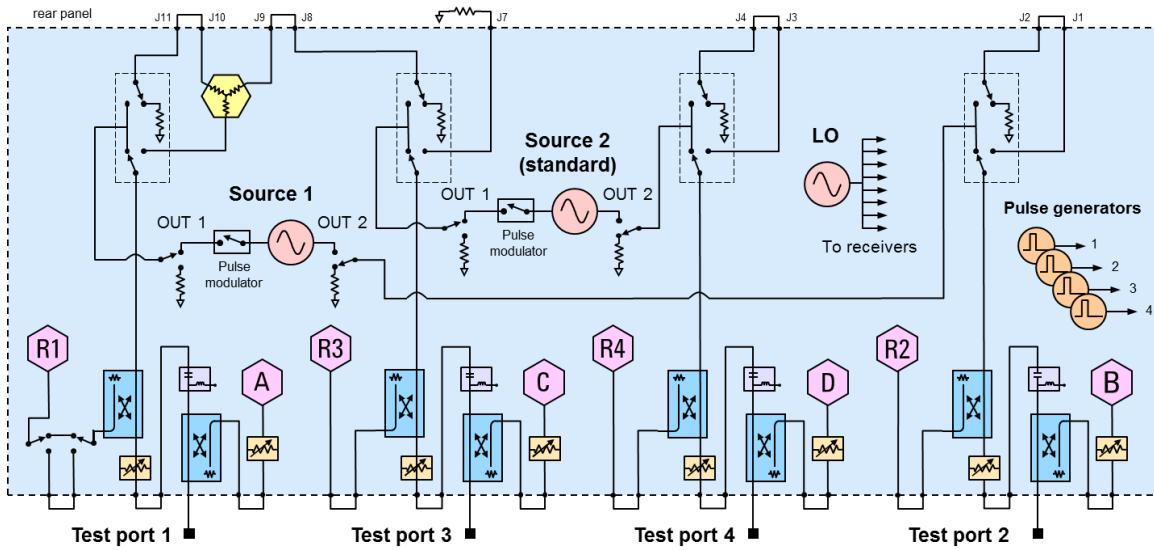 rear panel
J11 J10 J9 J8 J7 J4 J3 J2 J1
Source 1
OUT 1
OUT 2
Pulse
modulator
Source 2
(standard)
OUT 1
OUT 2
Pulse
modulator
LO
To receivers
Pulse generators
1
2
3
4
R1 A R3 C R4 D R2 B
Test port 1 Test port 3 Test port 4 Test port 2